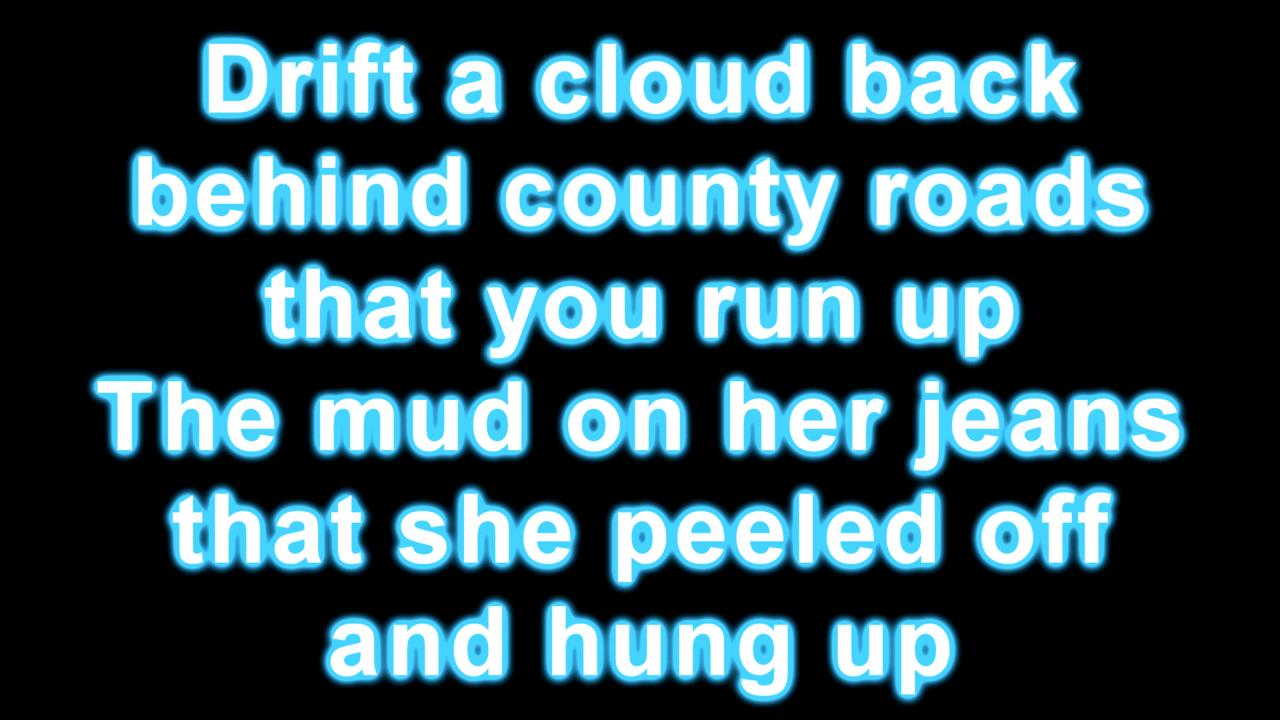 Drift a cloud back
behind county roads
that you run up
The mud on her jeans
that she peeled off
and hung up